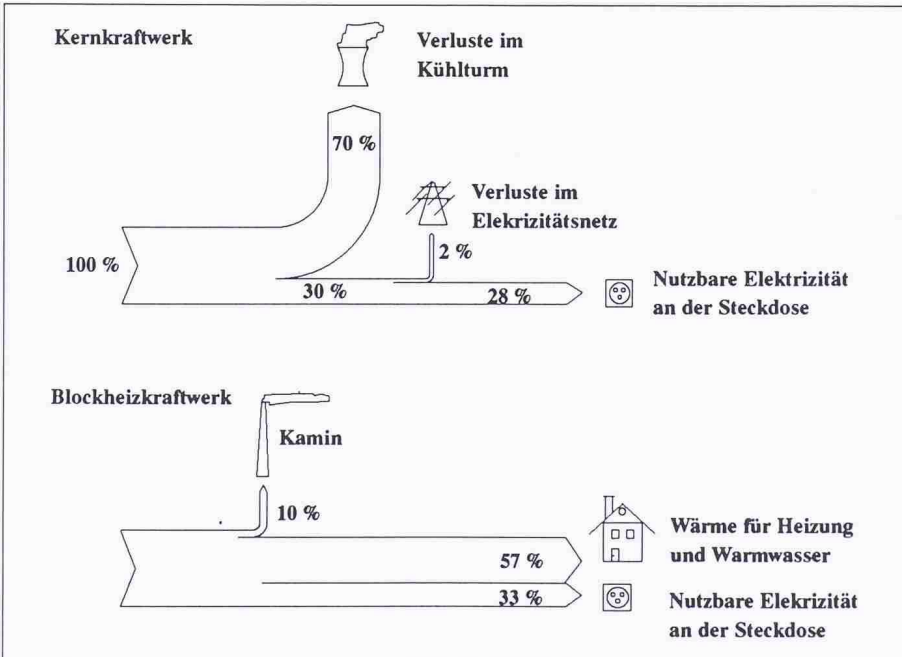 Kernkraftwerk
Verluste im
Kühlturm
70 %
Verluste im
Elekrizitätsnetz
100 %
2 %
30 %
28 %
Nutzbare Elektrizität
an der Steckdose
Blockheizkraftwerk
Kamin
10 %
57 %
Wärme für Heizung
und Warmwasser
33 %
Nutzbare Elekrizität
an der Steckdose